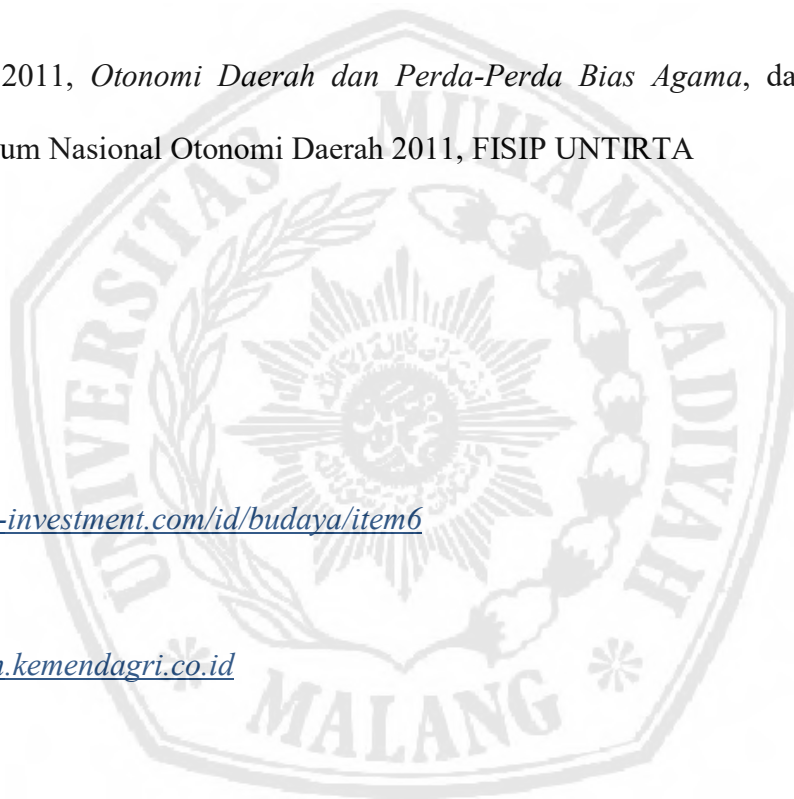 2011, Otonomi Daerah dan Perda-Perda Bias Agama, da
um Nasional Otonomi Daerah 2011, FISIP UNTIRTA
UNIVERSITAS MUHAMMADIYAH
-investment.com/id/budaya/item6
.kemendagri.co.id
MALANG